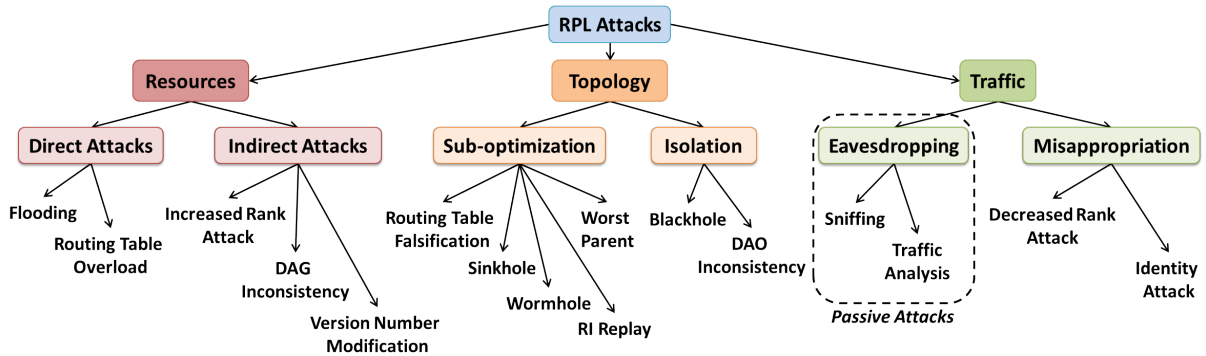 RPL Attacks
Resources
Topology
Traffic
Direct Attacks
Indirect Attacks
Sub-optimization
Isolation
Eavesdropping
Misappropriation
Flooding
Routing Table
Overload
Increased Rank
Attack
DAG
Inconsistency
Version Number
Modification
Routing Table
Falsification
Sinkhole
Wormhole
RI Replay
Worst
Parent
Blackhole
DAO
Inconsistency
Sniffing
Traffic
Analysis
Passive Attacks
Decreased Rank
Attack
Identity
Attack